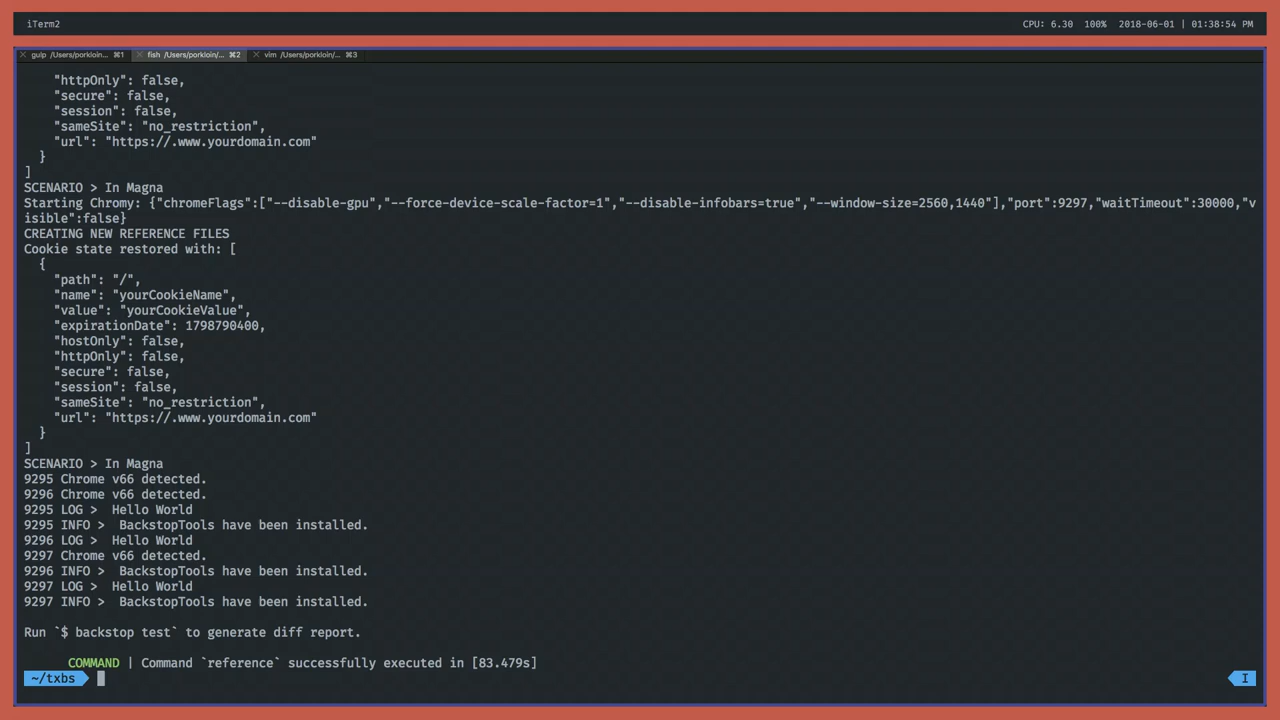 iTerm2 CPU: 6.30 100% 2018-06-01 | 01:38:54 PM
gulp /Users/porkloin... ⌘1 fish /Users/porkloin/... ⌘2 vim /Users/porkloin/... ⌘3
"httpOnly": false,
"secure": false,
"session": false,
"sameSite": "no_restriction",
"url": "https://.www.yourdomain.com"
}
]
SCENARIO > In Magna
Starting Chromy: {"chromeFlags":["--disable-gpu","--force-device-scale-factor=1","--disable-infobars=true","--window-size=2560,1440"],"port":9297,"waitTimeout":30000,"v
isible":false}
CREATING NEW REFERENCE FILES
Cookie state restored with: [
{
"path": "/",
"name": "yourCookieName",
"value": "yourCookieValue",
"expirationDate": 1798790400,
"hostOnly": false,
"httpOnly": false,
"secure": false,
"session": false,
"sameSite": "no_restriction",
"url": "https://.www.yourdomain.com"
}
]
SCENARIO > In Magna
9295 Chrome v66 detected.
9296 Chrome v66 detected.
9295 LOG >  Hello World
9295 INFO >  BackstopTools have been installed.
9296 LOG >  Hello World
9297 Chrome v66 detected.
9296 INFO >  BackstopTools have been installed.
9297 LOG >  Hello World
9297 INFO >  BackstopTools have been installed.
Run `$ backstop test` to generate diff report.
COMMAND | Command `reference` successfully executed in [83.479s]
~/txbs I